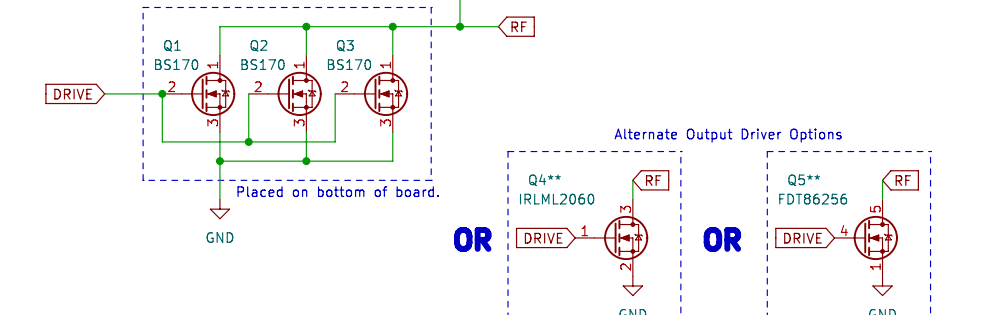 RF
Q1 Q2 Q3
BS170 BS170 BS170
1 1 1
DRIVE 2 2 2
3 3 3
Placed on bottom of board.
GND
Alternate Output Driver Options
OR
Q4**
IRLML2060
RF
3
DRIVE 1
2
GND
OR
Q5**
FDT86256
RF
5
DRIVE 4
1
GND